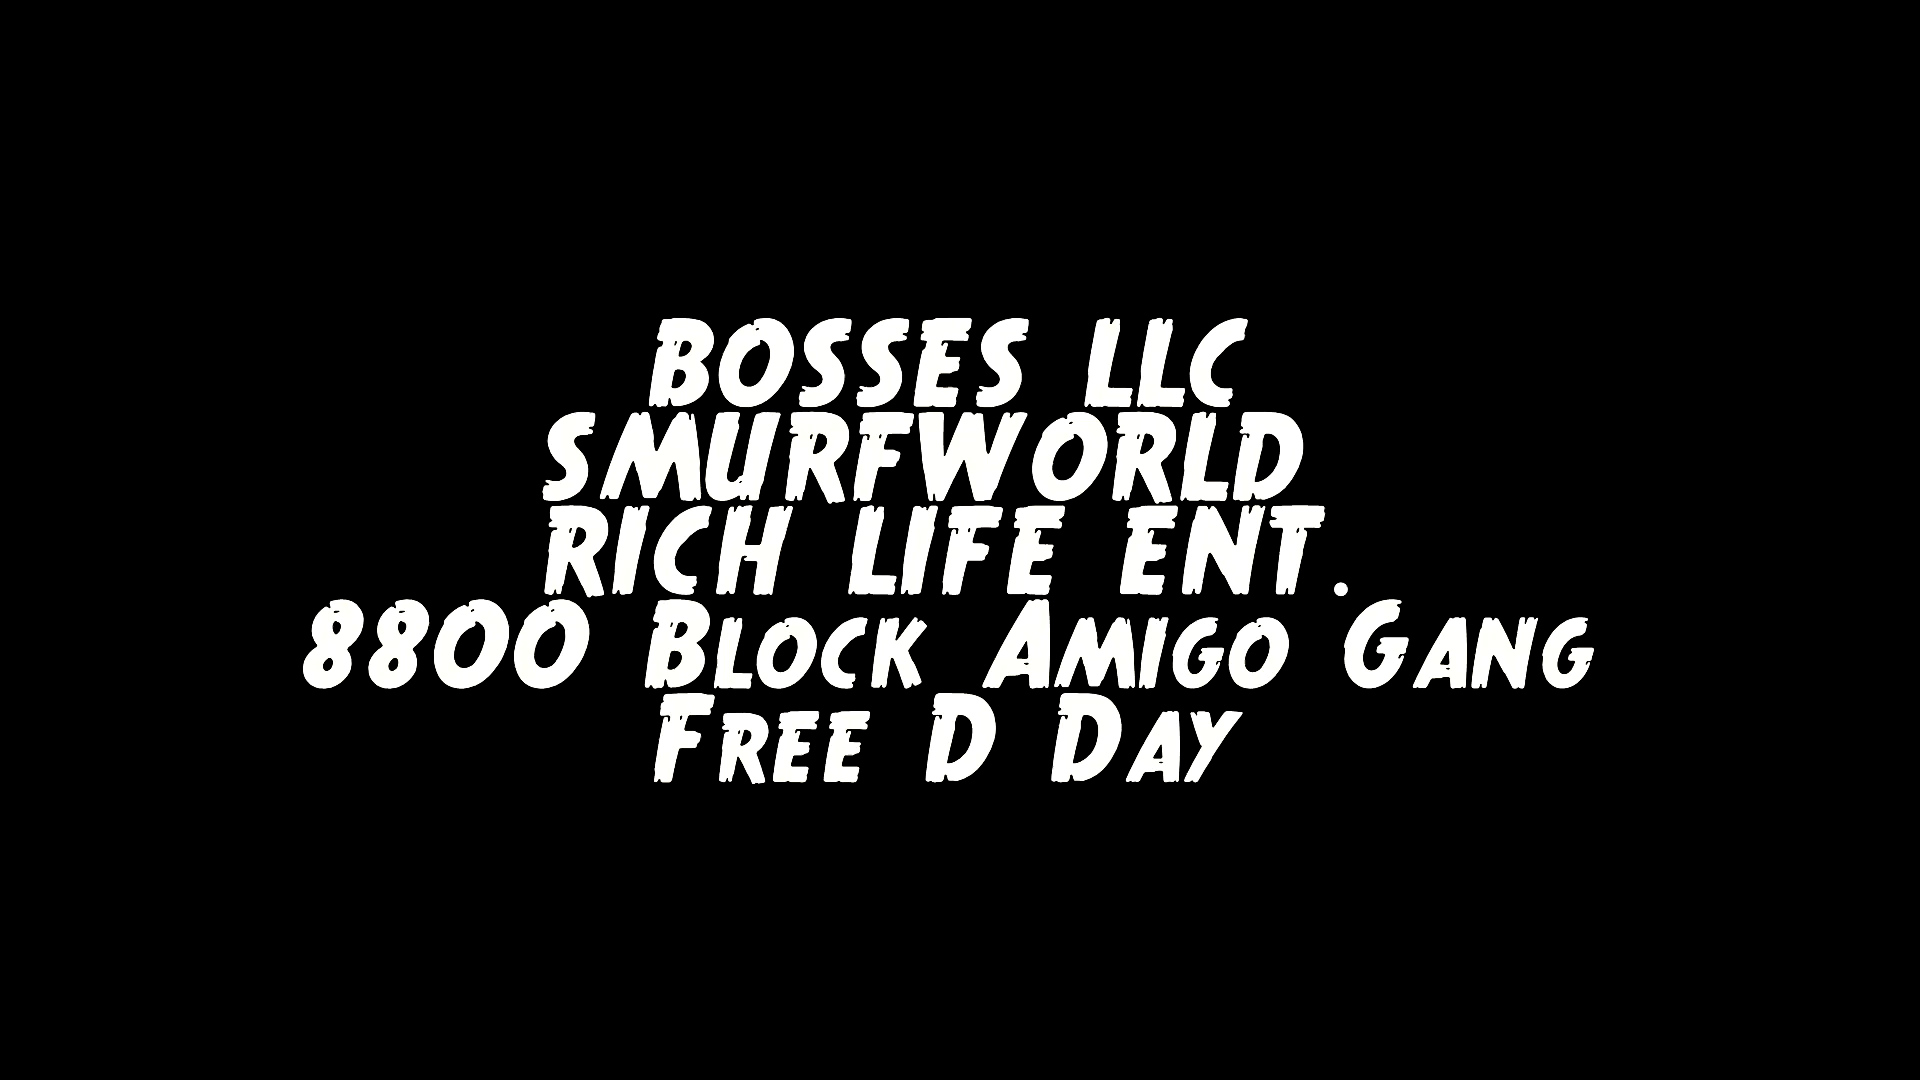 BOSSES LLC
SMURFWORLD
RICH LIFE ENT.
8800 Block Amigo Gang
Free D Day